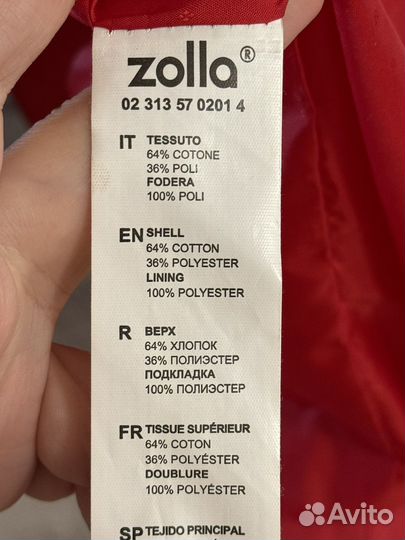 zolla®
02 313 57 0201 4
IT TESSUTO
64% COTONE
36% POLI
FODERA
100% POLI
EN SHELL
64% COTTON
36% POLYESTER
LINING
100% POLYESTER
R ВЕРХ
64% ХЛОПОК
36% ПОЛИЭСТЕР
ПОДКЛАДКА
100% ПОЛИЭСТЕР
FR TISSUE SUPÉRIEUR
64% COTON
36% POLYÉSTER
DOUBLURE
100% POLYÉSTER
SP TEJIDO PRINCIPAL
Avito